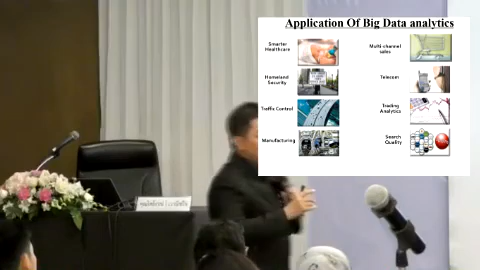 Application Of Big Data analytics
Smarter
Healthcare
Multi-channel
sales
Homeland
Security
Telecom
Traffic Control
Trading
Analytics
Manufacturing
Search
Quality